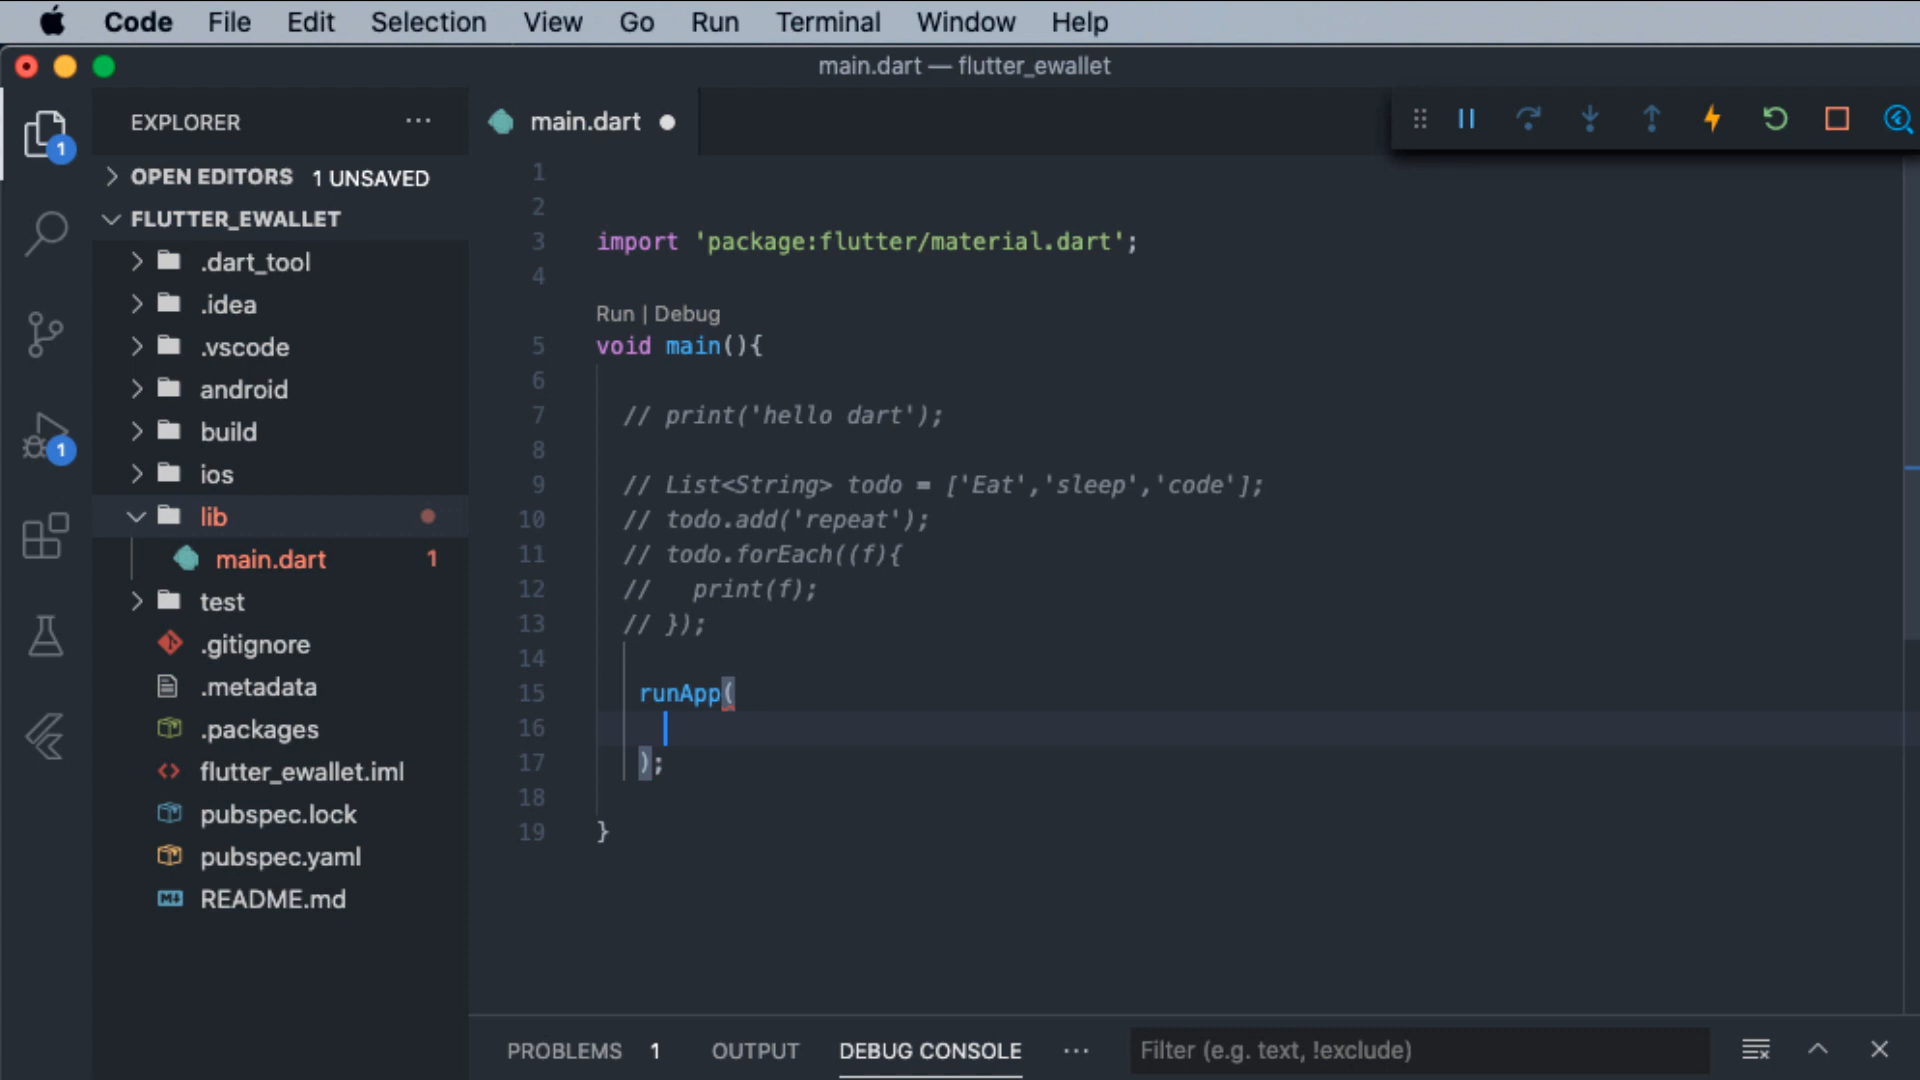 Code File Edit Selection View Go Run Terminal Window Help
main.dart — flutter_ewallet
EXPLORER
main.dart
1
OPEN EDITORS 1 UNSAVED
FLUTTER_EWALLET
.dart_tool
.idea
.vscode
android
build
1
ios
lib
main.dart 1
test
.gitignore
.metadata
.packages
flutter_ewallet.iml
pubspec.lock
pubspec.yaml
README.md
1
2
3 import 'package:flutter/material.dart';
4
Run | Debug
5 void main(){
6
7 // print('hello dart');
8
9 // List<String> todo = ['Eat','sleep','code'];
10 // todo.add('repeat');
11 // todo.forEach((f){
12 //   print(f);
13 // });
14
15 runApp(
16
17 );
18
19 }
PROBLEMS 1 OUTPUT DEBUG CONSOLE ··· Filter (e.g. text, !exclude)